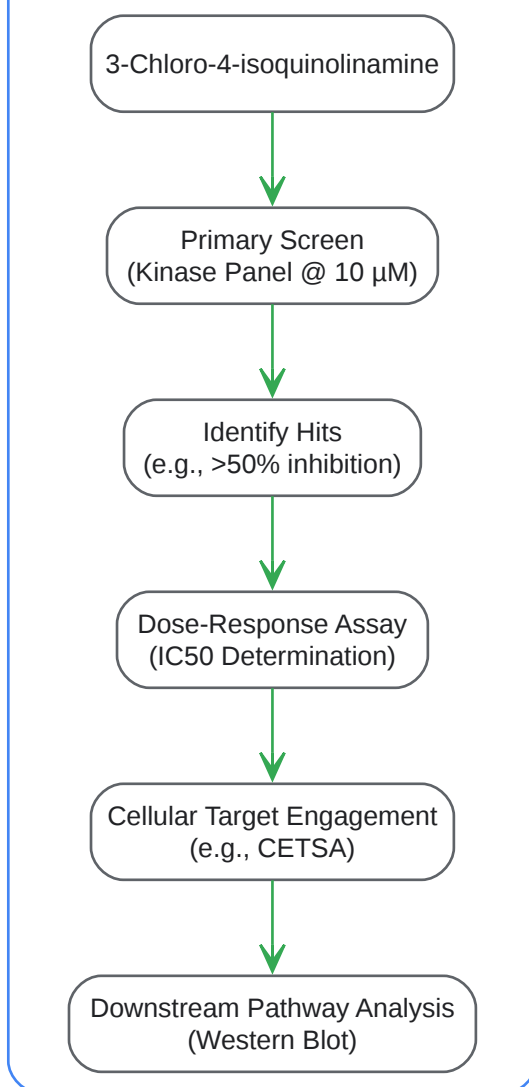 3-Chloro-4-isoquinolinamine
Primary Screen
(Kinase Panel @ 10 µM)
Identify Hits
(e.g., >50% inhibition)
Dose-Response Assay
(IC50 Determination)
Cellular Target Engagement
(e.g., CETSA)
Downstream Pathway Analysis
(Western Blot)